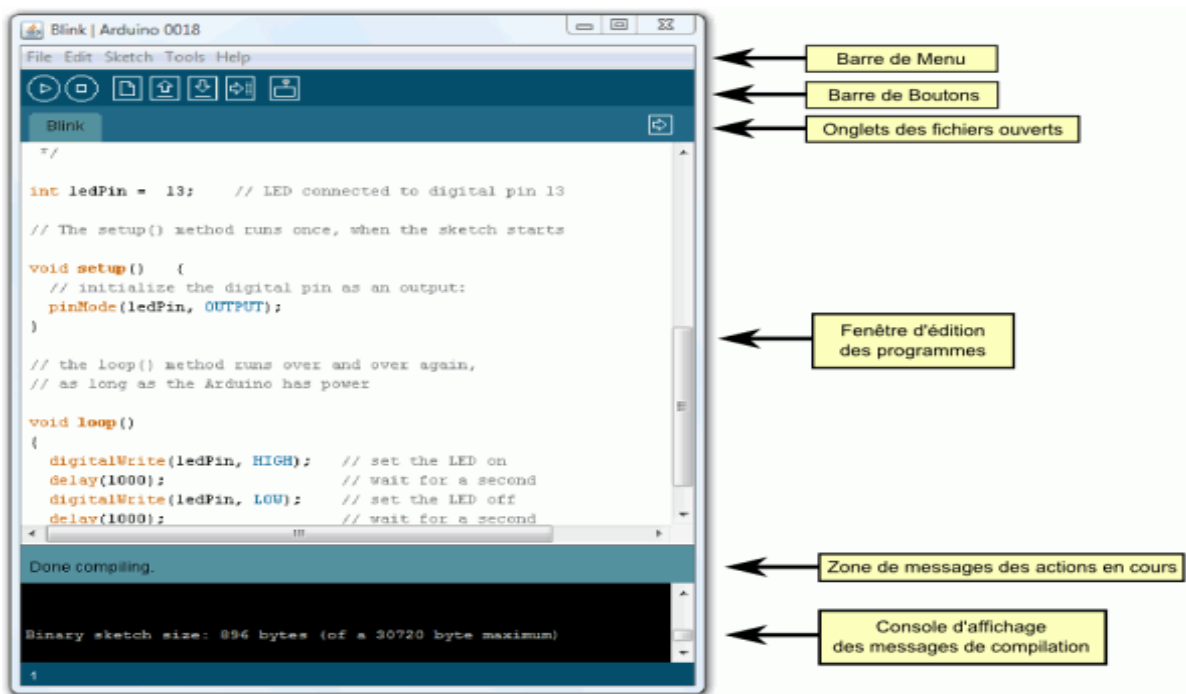 Blink | Arduino 0018
File Edit Sketch Tools Help
Barre de Menu
Barre de Boutons
Blink
Onglets des fichiers ouverts
*/
int ledPin = 13;    // LED connected to digital pin 13
// The setup() method runs once, when the sketch starts
void setup()   {
// initialize the digital pin as an output:
pinMode(ledPin, OUTPUT);
}
Fenêtre d'édition
des programmes
// the loop() method runs over and over again,
// as long as the Arduino has power
void loop()
{
digitalWrite(ledPin, HIGH);   // set the LED on
delay(1000);                  // wait for a second
digitalWrite(ledPin, LOW);    // set the LED off
delay(1000);                  // wait for a second
Done compiling.
Zone de messages des actions en cours
Binary sketch size: 896 bytes (of a 30720 byte maximum)
Console d'affichage
des messages de compilation
1